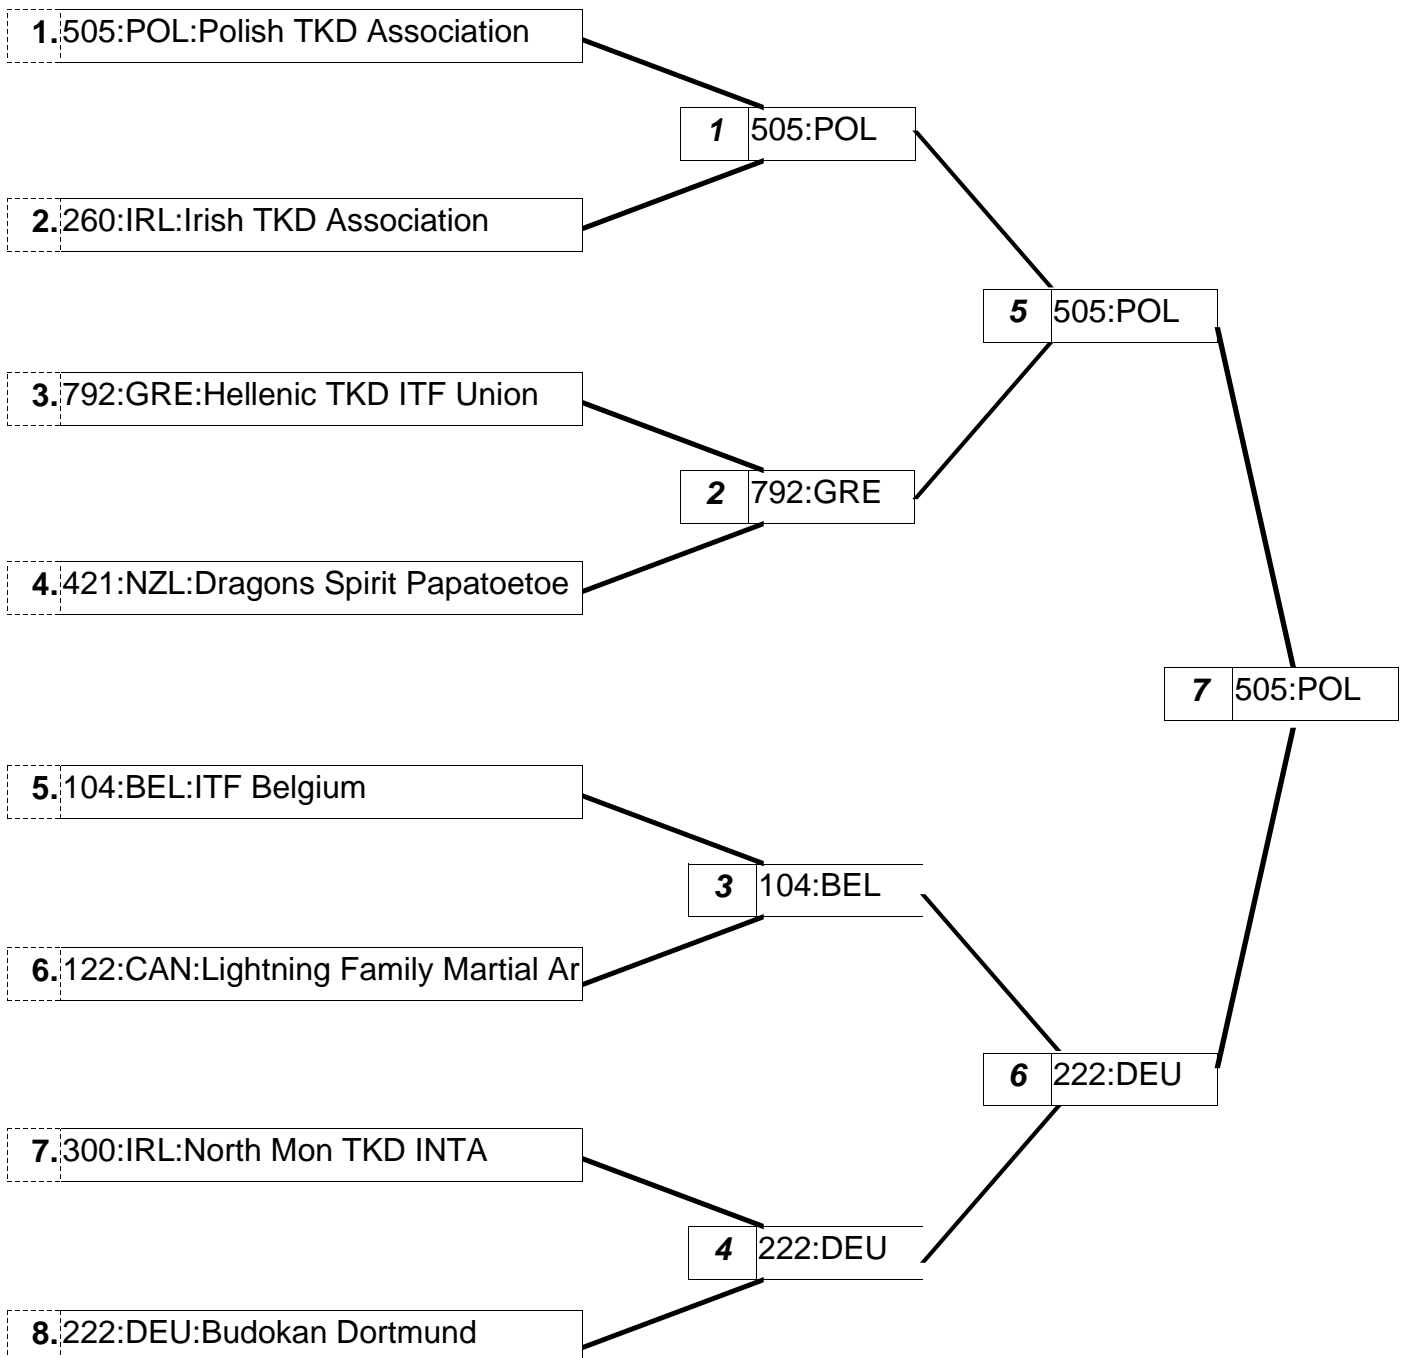 1. 505:POL:Polish TKD Association
1 505:POL
2. 260:IRL:Irish TKD Association
5 505:POL
3. 792:GRE:Hellenic TKD ITF Union
2 792:GRE
4. 421:NZL:Dragons Spirit Papatoetoe
7 505:POL
5. 104:BEL:ITF Belgium
3 104:BEL
6. 122:CAN:Lightning Family Martial Ar
6 222:DEU
7. 300:IRL:North Mon TKD INTA
4 222:DEU
8. 222:DEU:Budokan Dortmund